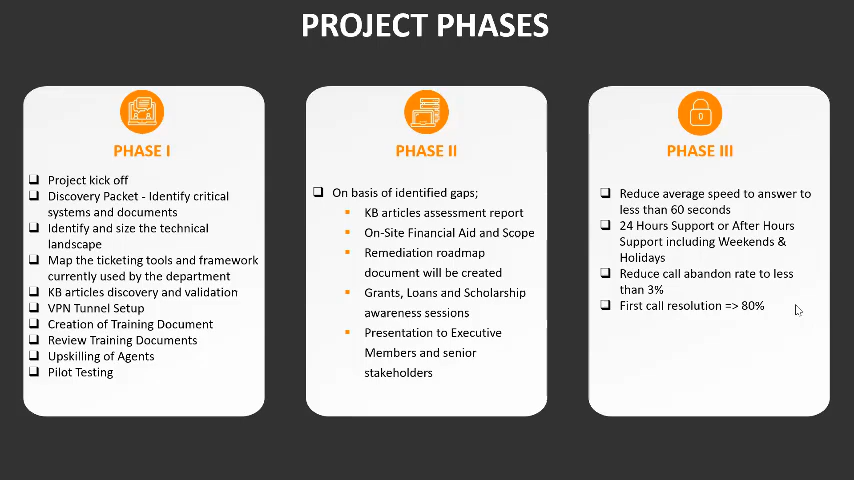 PROJECT PHASES
PHASE I
Project kick off
Discovery Packet - Identify critical
systems and documents
Identify and size the technical
landscape
Map the ticketing tools and framework
currently used by the department
KB articles discovery and validation
VPN Tunnel Setup
Creation of Training Document
Review Training Documents
Upskilling of Agents
Pilot Testing
PHASE II
On basis of identified gaps;
KB articles assessment report
On-Site Financial Aid and Scope
Remediation roadmap
document will be created
Grants, Loans and Scholarship
awareness sessions
Presentation to Executive
Members and senior
stakeholders
PHASE III
Reduce average speed to answer to
less than 60 seconds
24 Hours Support or After Hours
Support including Weekends &
Holidays
Reduce call abandon rate to less
than 3%
First call resolution => 80%